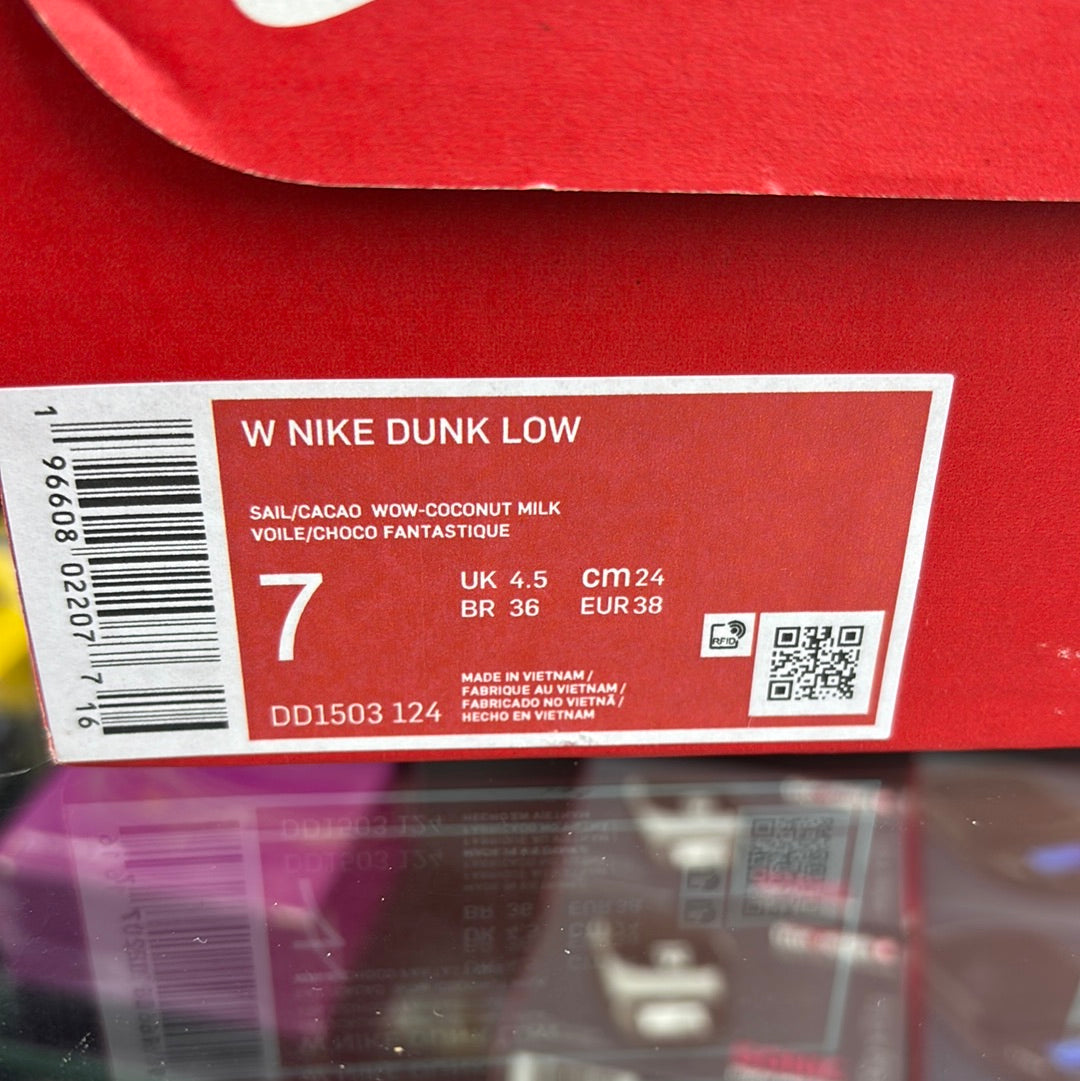 W NIKE DUNK LOW
SAIL/CACAO WOW-COCONUT MILK
VOILE/CHOCO FANTASTIQUE
7
UK 4.5 cm 24
BR 36 EUR 38
RFID
MADE IN VIETNAM /
FABRIQUE AU VIETNAM /
FABRICADO NO VIETNÃ /
HECHO EN VIETNAM
DD1503 124
1 96608 02207 7 16